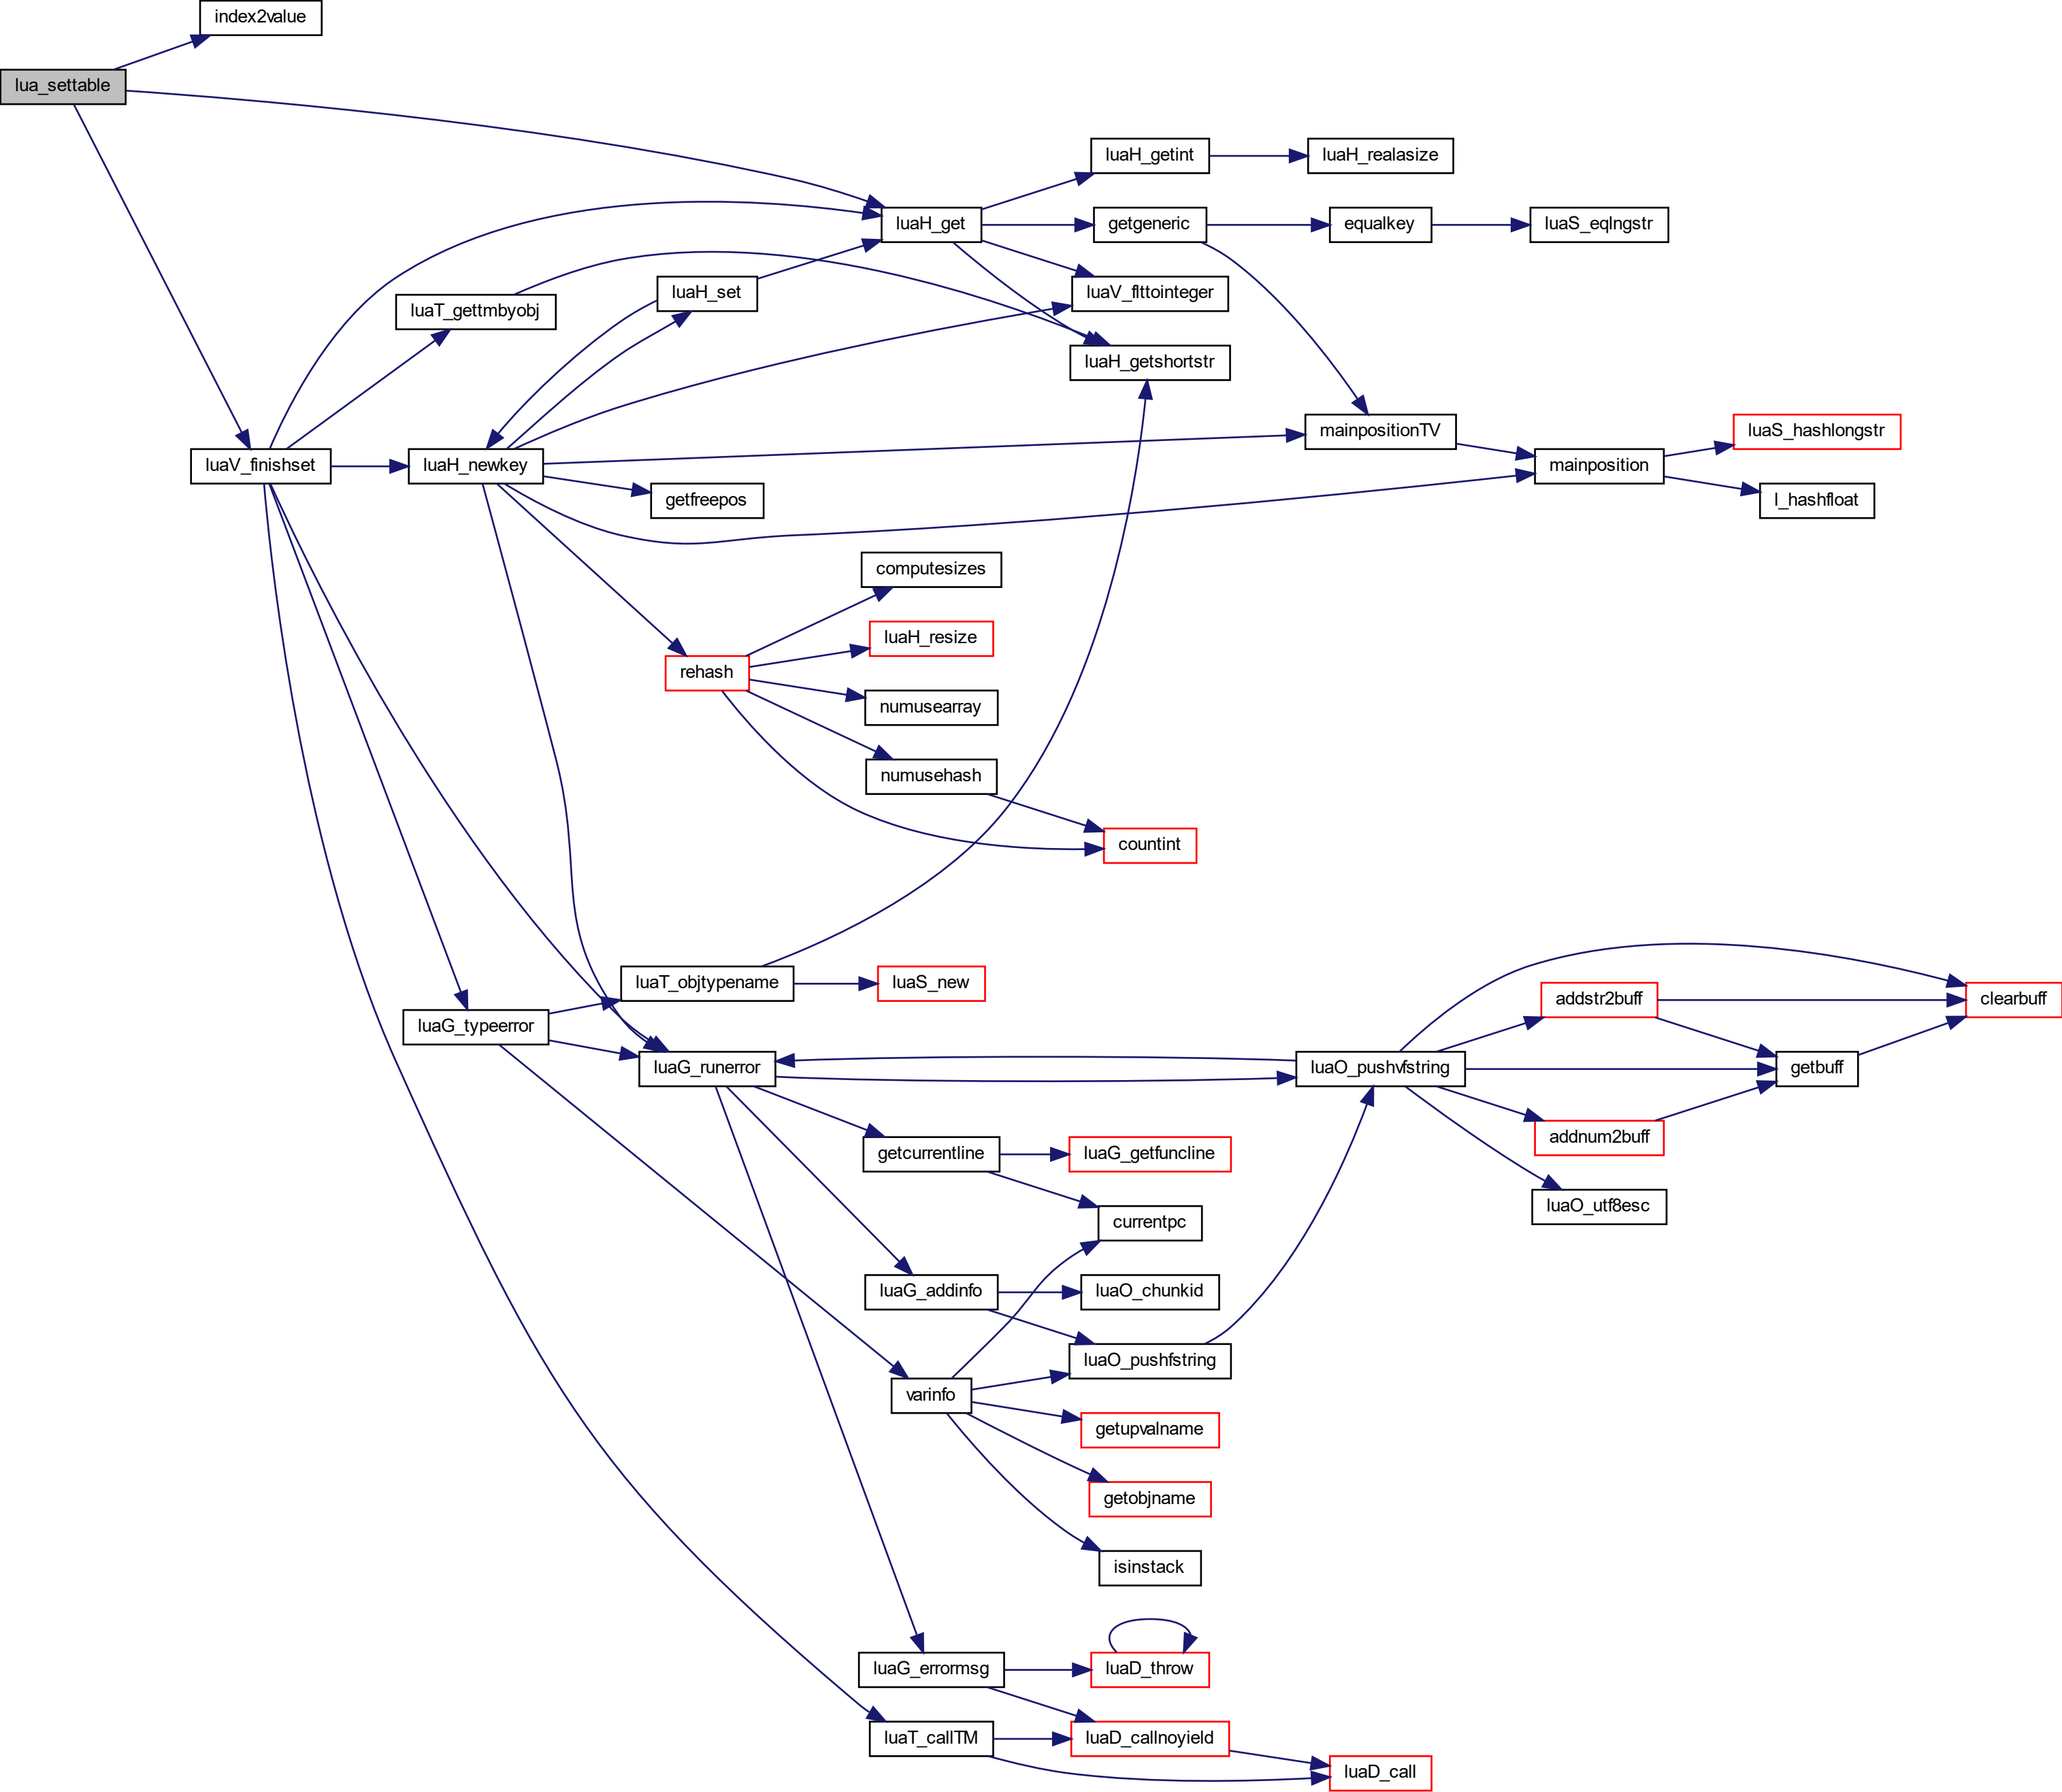 index2value
lua_settable
luaH_getint
luaH_realasize
luaH_get
getgeneric
equalkey
luaS_eqlngstr
luaH_set
luaV_flttointeger
luaT_gettmbyobj
luaH_getshortstr
mainpositionTV
luaS_hashlongstr
luaV_finishset
luaH_newkey
mainposition
getfreepos
l_hashfloat
computesizes
luaH_resize
rehash
numusearray
numusehash
countint
luaT_objtypename
luaS_new
addstr2buff
clearbuff
luaG_typeerror
luaG_runerror
luaO_pushvfstring
getbuff
addnum2buff
getcurrentline
luaG_getfuncline
luaO_utf8esc
currentpc
luaG_addinfo
luaO_chunkid
luaO_pushfstring
varinfo
getupvalname
getobjname
isinstack
luaG_errormsg
luaD_throw
luaT_callTM
luaD_callnoyield
luaD_call